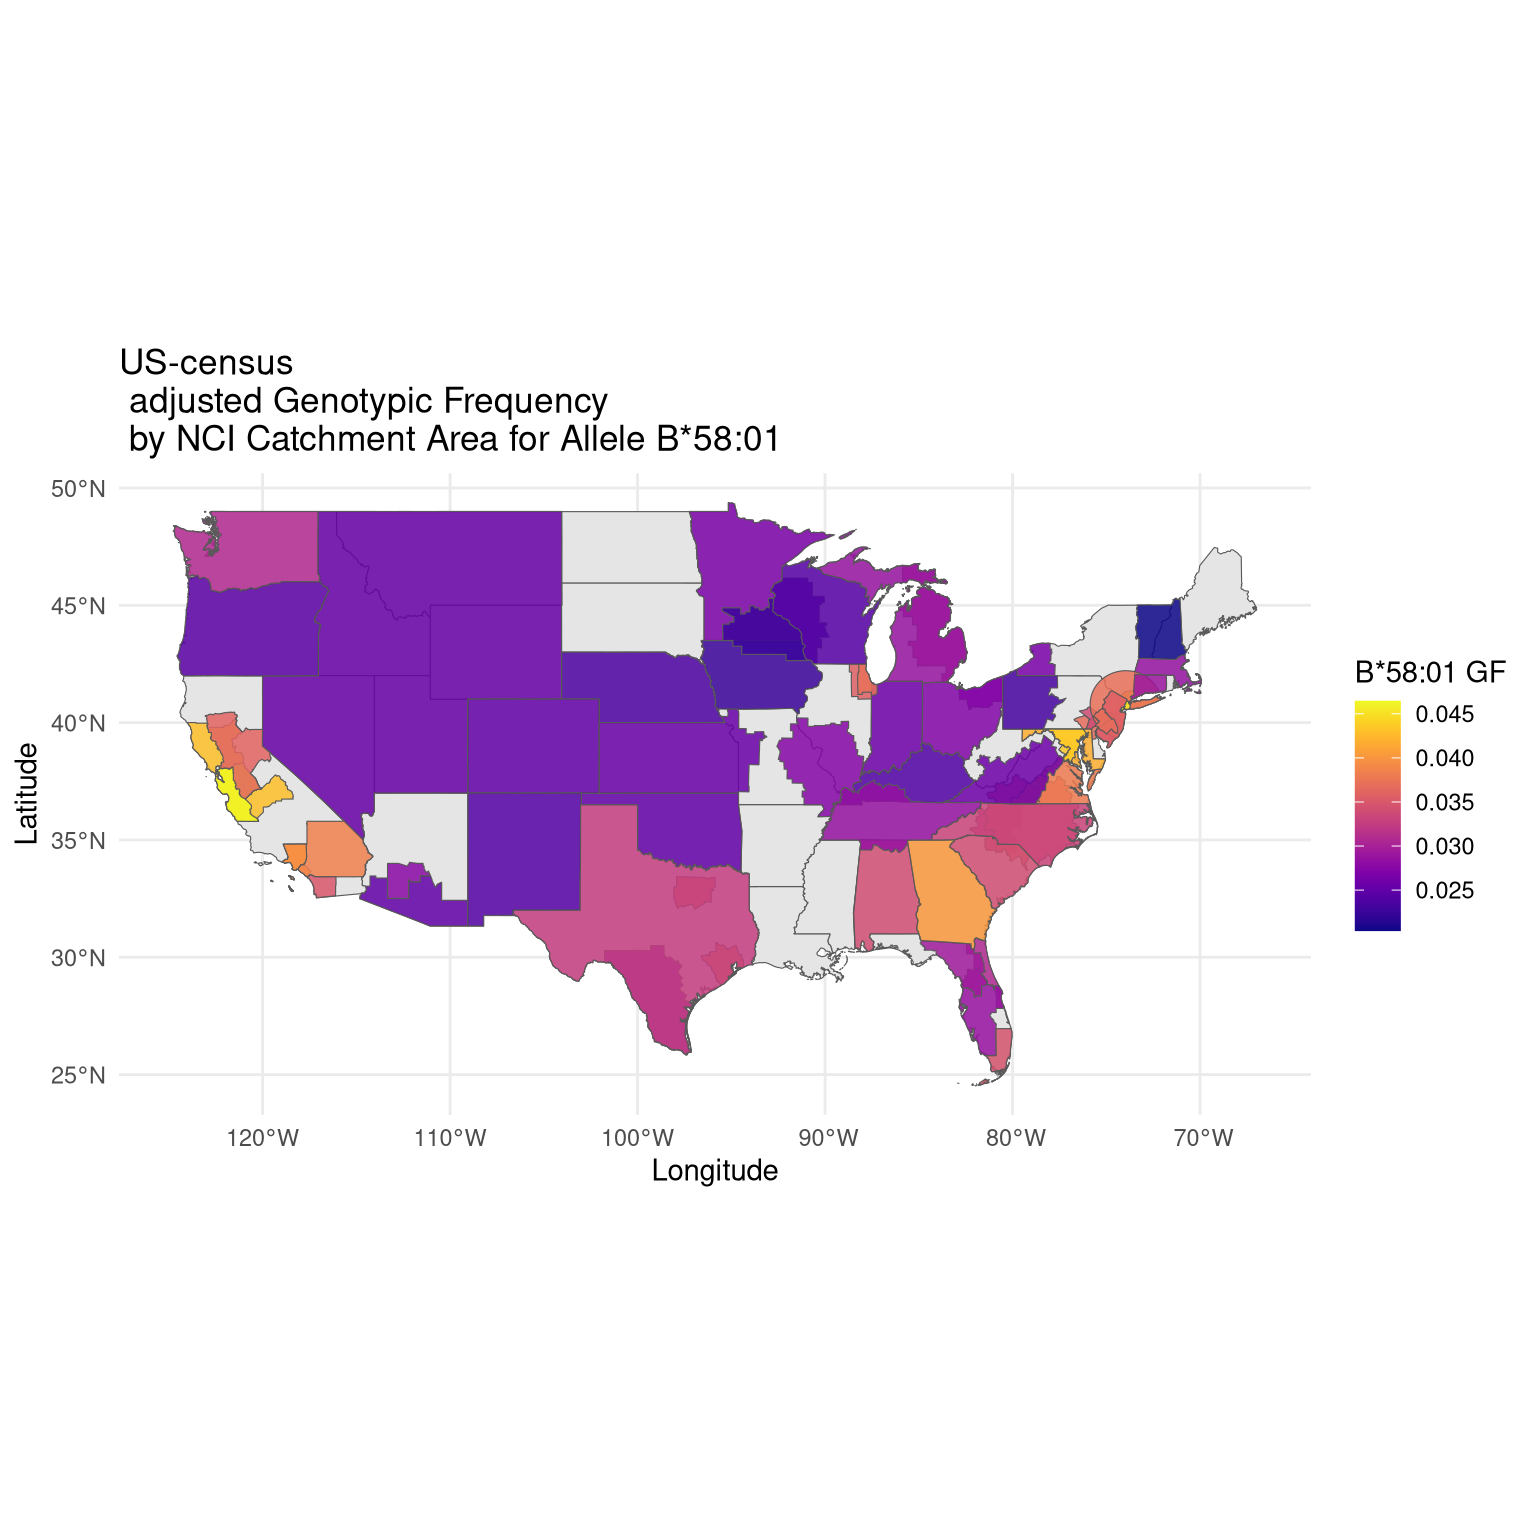 US-census
adjusted Genotypic Frequency
by NCI Catchment Area for Allele B*58:01
50°N
45°N
40°N
35°N
30°N
25°N
Latitude
120°W
110°W
100°W
90°W
80°W
70°W
Longitude
B*58:01 GF
0.045
0.040
0.035
0.030
0.025